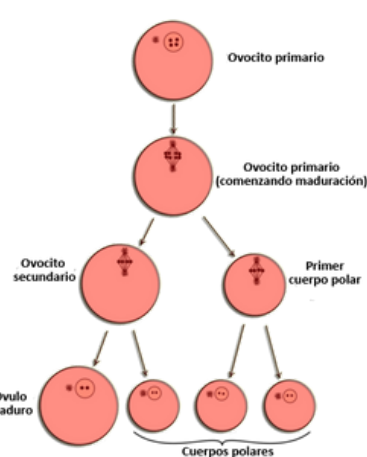 Ovocito primario
Ovocito primario
(comenzando maduración)
Ovocito
secundario
Primer
cuerpo polar
Cuerpos polares